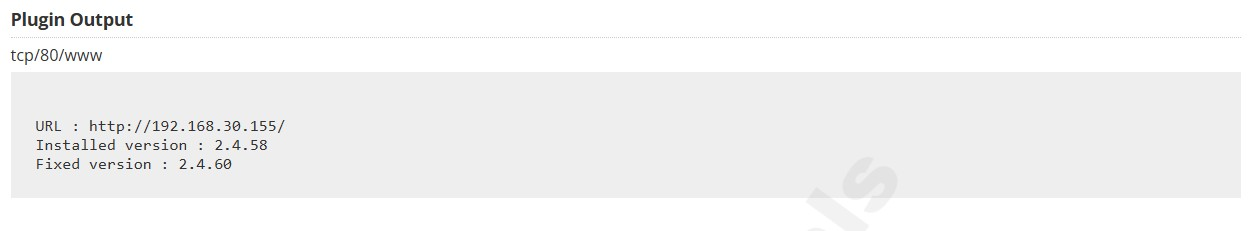 Plugin Output
tcp/80/www
URL : http://192.168.30.155/
Installed version : 2.4.58
Fixed version : 2.4.60